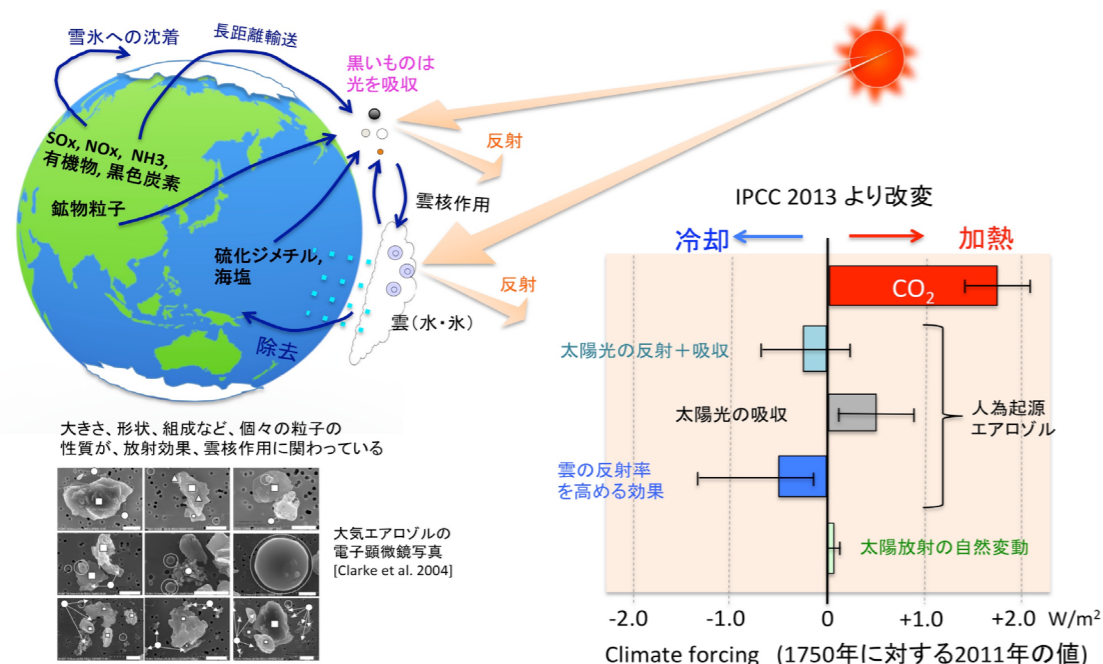 雪氷への沈着
長距離輸送
黒いものは
光を吸収
SOx, NOx, NH3,
有機物, 黒色炭素
鉱物粒子
硫化ジメチル,
海塩
反射
雲核作用
反射
雲(水・氷)
除去
大きさ、形状、組成など、個々の粒子の
性質が、放射効果、雲核作用に関わっている
大気エアロゾルの
電子顕微鏡写真
[Clarke et al. 2004]
IPCC 2013 より改変
冷却
加熱
CO₂
太陽光の反射+吸収
太陽光の吸収
人為起源
エアロゾル
雲の反射率
を高める効果
太陽放射の自然変動
-2.0 -1.0 0 +1.0 +2.0 W/m²
Climate forcing (1750年に対する2011年の値)